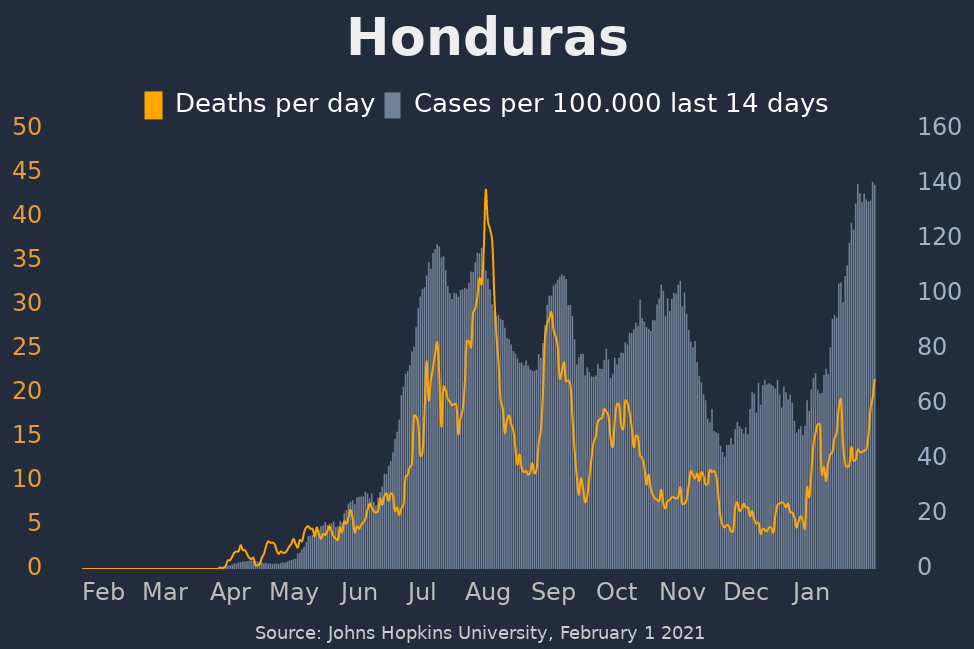 Honduras
Deaths per day Cases per 100.000 last 14 days
50 160
45 140
40 120
35 100
30 80
25 60
20 40
15 20
10 0
5
0
Feb Mar Apr May Jun Jul Aug Sep Oct Nov Dec Jan
Source: Johns Hopkins University, February 1 2021